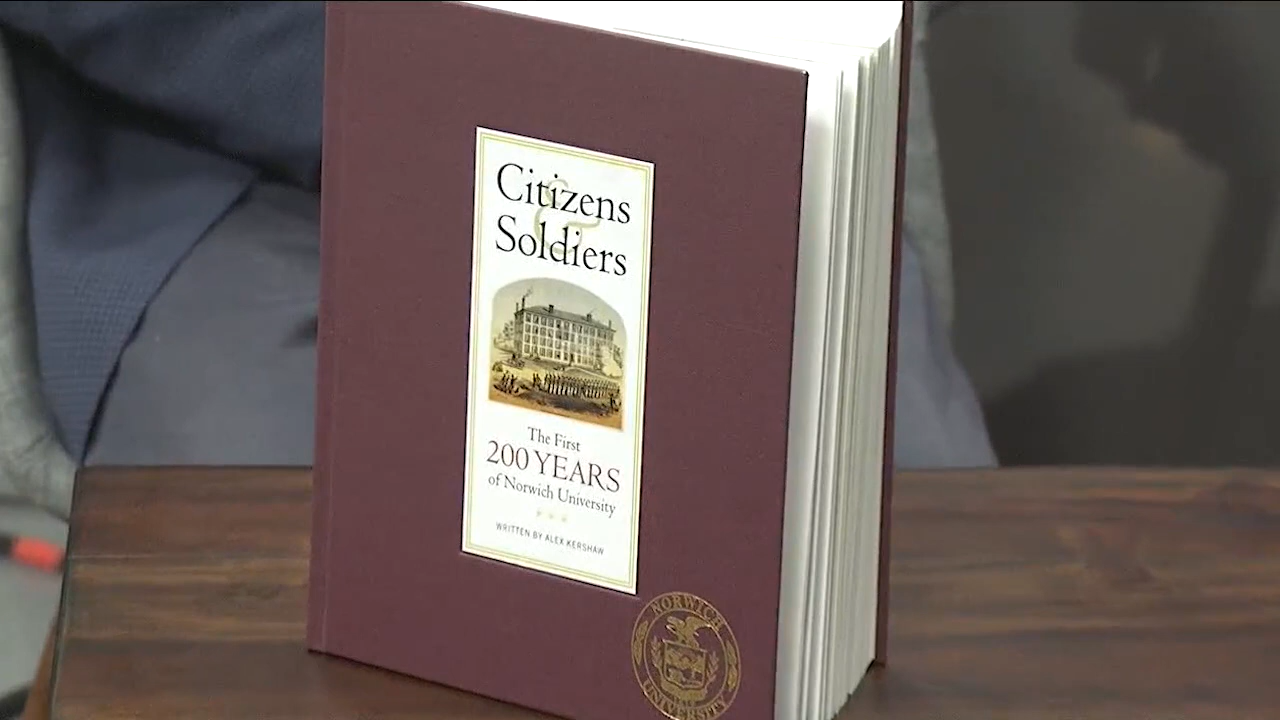 Citizens
&
Soldiers
The First
200 YEARS
of Norwich University
WRITTEN BY ALEX KERSHAW
NORWICH
UNIVERSITY